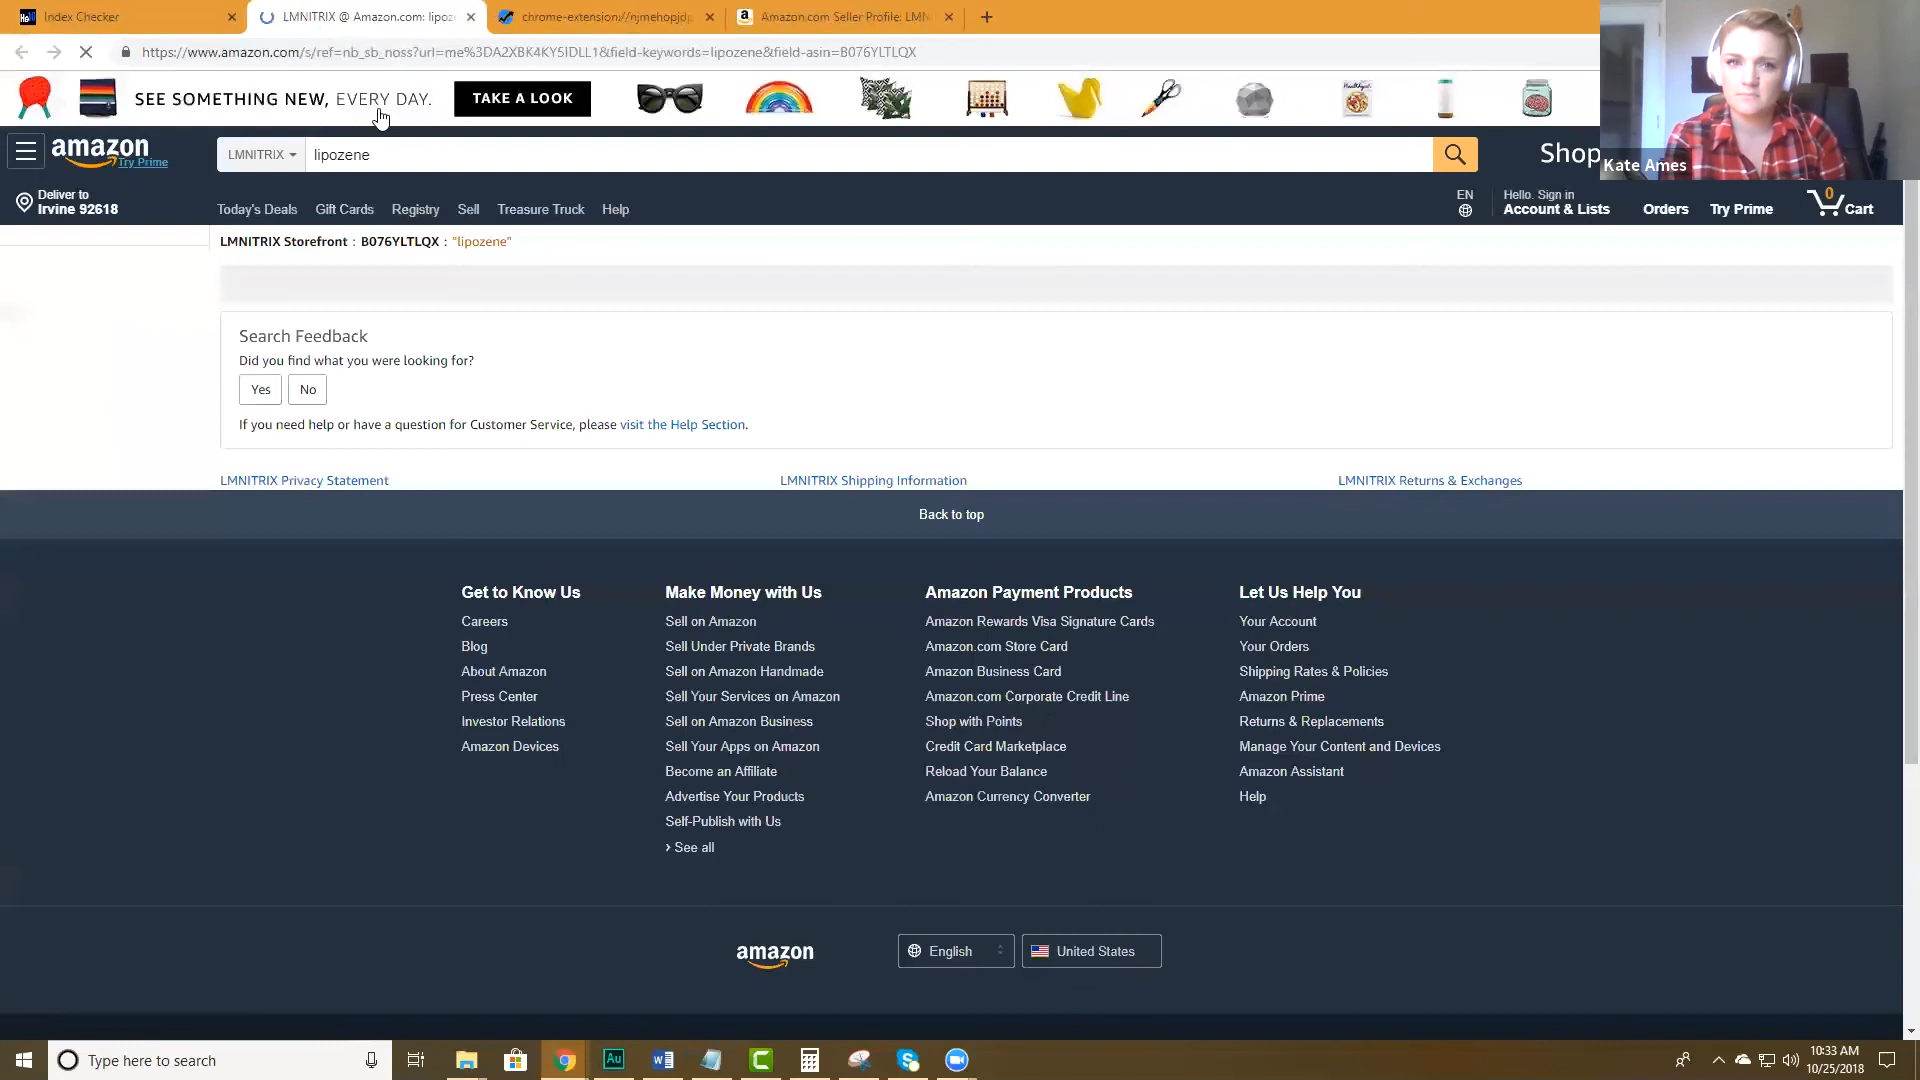 Index Checker
LMNITRIX @ Amazon.com: lipoze
chrome-extension://njmehopjdp
Amazon.com Seller Profile: LMN
https://www.amazon.com/s/ref=nb_sb_noss?url=me%3DA2XBK4KY5IDLL1&field-keywords=lipozene&field-asin=B076YLTLQX
SEE SOMETHING NEW, EVERY DAY.
TAKE A LOOK
amazon
Try Prime
LMNITRIX
lipozene
Shop
Kate Ames
Deliver to
Irvine 92618
Today's Deals
Gift Cards
Registry
Sell
Treasure Truck
Help
EN
Hello. Sign in
Account & Lists
Orders
Try Prime
0
Cart
LMNITRIX Storefront : B076YLTLQX : "lipozene"
Search Feedback
Did you find what you were looking for?
Yes
No
If you need help or have a question for Customer Service, please visit the Help Section.
LMNITRIX Privacy Statement
LMNITRIX Shipping Information
LMNITRIX Returns & Exchanges
Back to top
Get to Know Us
Careers
Blog
About Amazon
Press Center
Investor Relations
Amazon Devices
Make Money with Us
Sell on Amazon
Sell Under Private Brands
Sell on Amazon Handmade
Sell Your Services on Amazon
Sell on Amazon Business
Sell Your Apps on Amazon
Become an Affiliate
Advertise Your Products
Self-Publish with Us
› See all
Amazon Payment Products
Amazon Rewards Visa Signature Cards
Amazon.com Store Card
Amazon Business Card
Amazon.com Corporate Credit Line
Shop with Points
Credit Card Marketplace
Reload Your Balance
Amazon Currency Converter
Let Us Help You
Your Account
Your Orders
Shipping Rates & Policies
Amazon Prime
Returns & Replacements
Manage Your Content and Devices
Amazon Assistant
Help
amazon
English
United States
Type here to search
Au
10:33 AM
10/25/2018